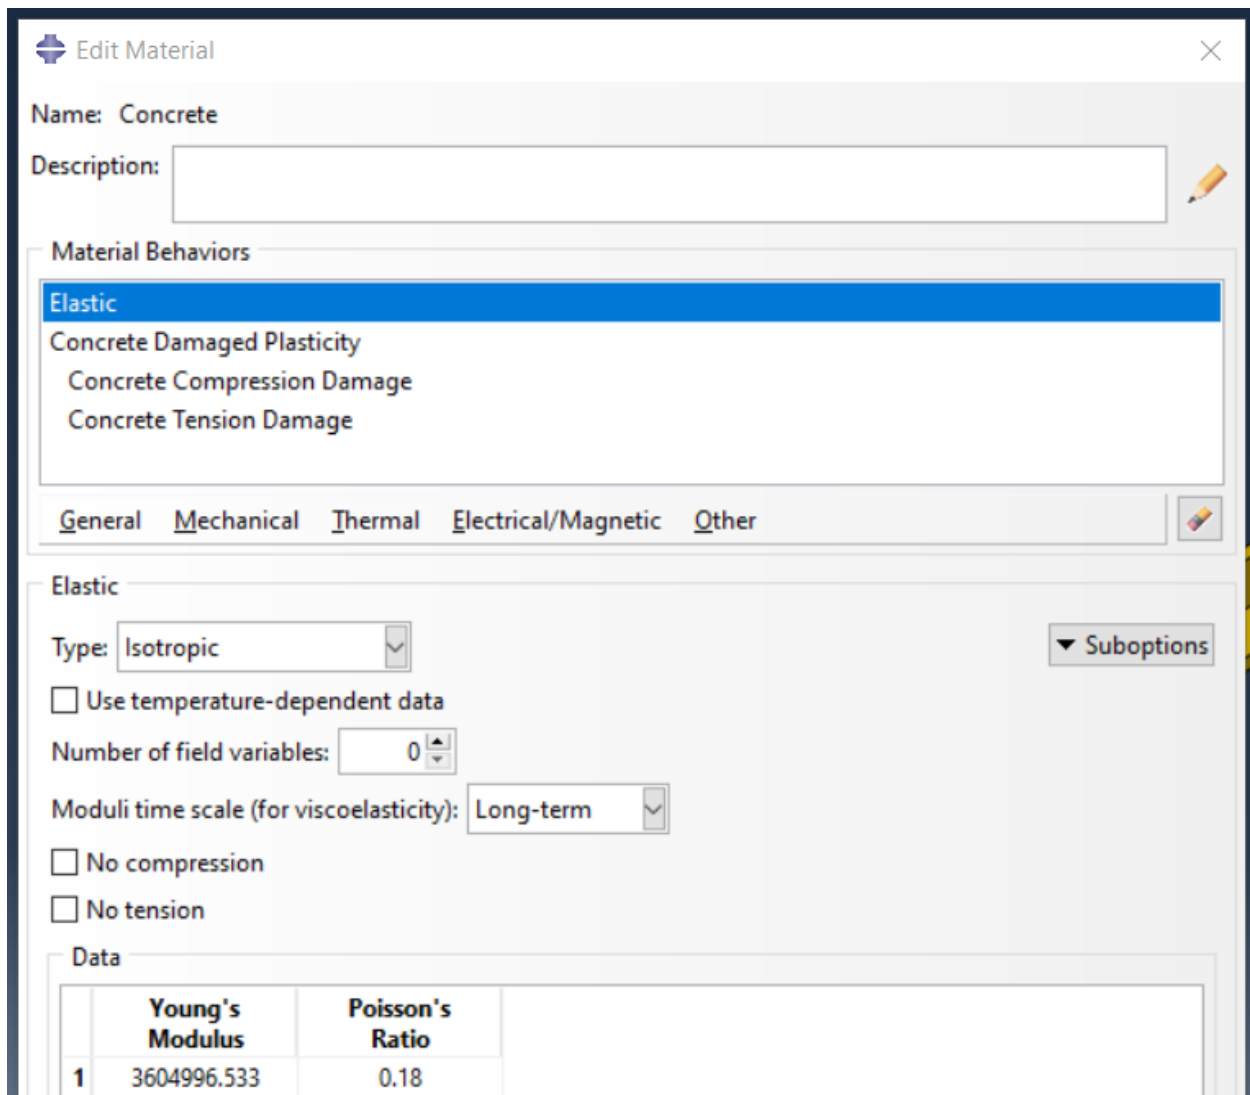 Edit Material
Name: Concrete
Description:
Material Behaviors
Elastic
Concrete Damaged Plasticity
Concrete Compression Damage
Concrete Tension Damage
General Mechanical Thermal Electrical/Magnetic Other
Elastic
Type: Isotropic Suboptions
Use temperature-dependent data
Number of field variables: 0
Moduli time scale (for viscoelasticity): Long-term
No compression
No tension
Data
Young's Poisson's
Modulus Ratio
1 3604996.533 0.18